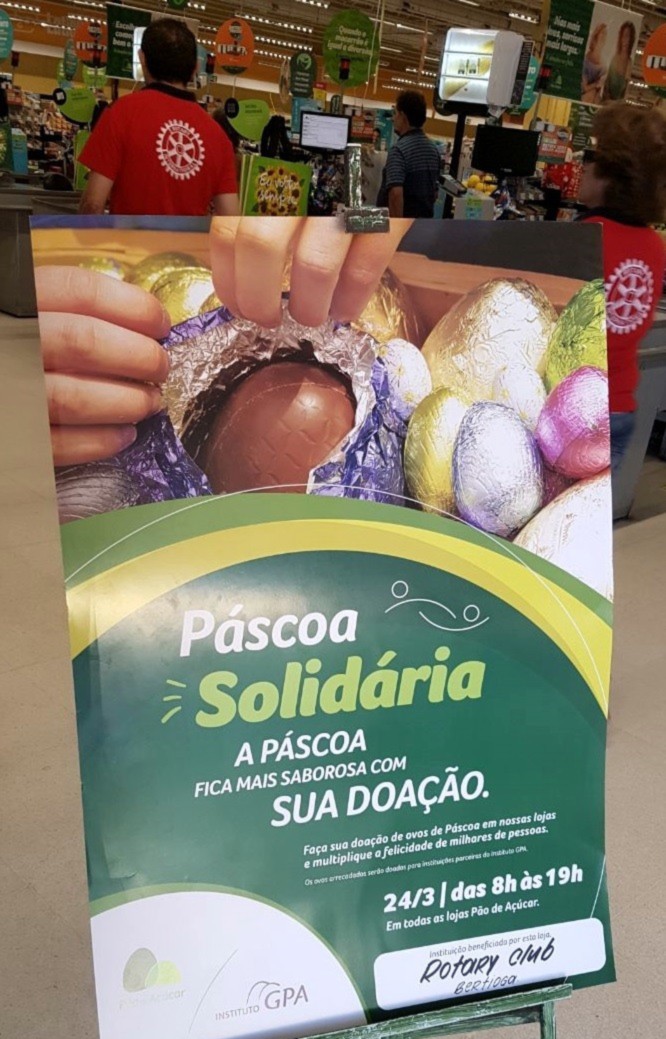 Páscoa
Solidária
A PÁSCOA
FICA MAIS SABOROSA COM
SUA DOAÇÃO.
Faça sua doação de ovos de Páscoa em nossas lojas
e multiplique a felicidade de milhares de pessoas.
Os ovos arrecadados serão doados para instituições parceiras do Instituto GPA.
24/3 | das 8h às 19h
Em todas as lojas Pão de Açúcar.
Instituição beneficiada por esta loja.
Rotary Club
BERTIOGA
INSTITUTO GPA